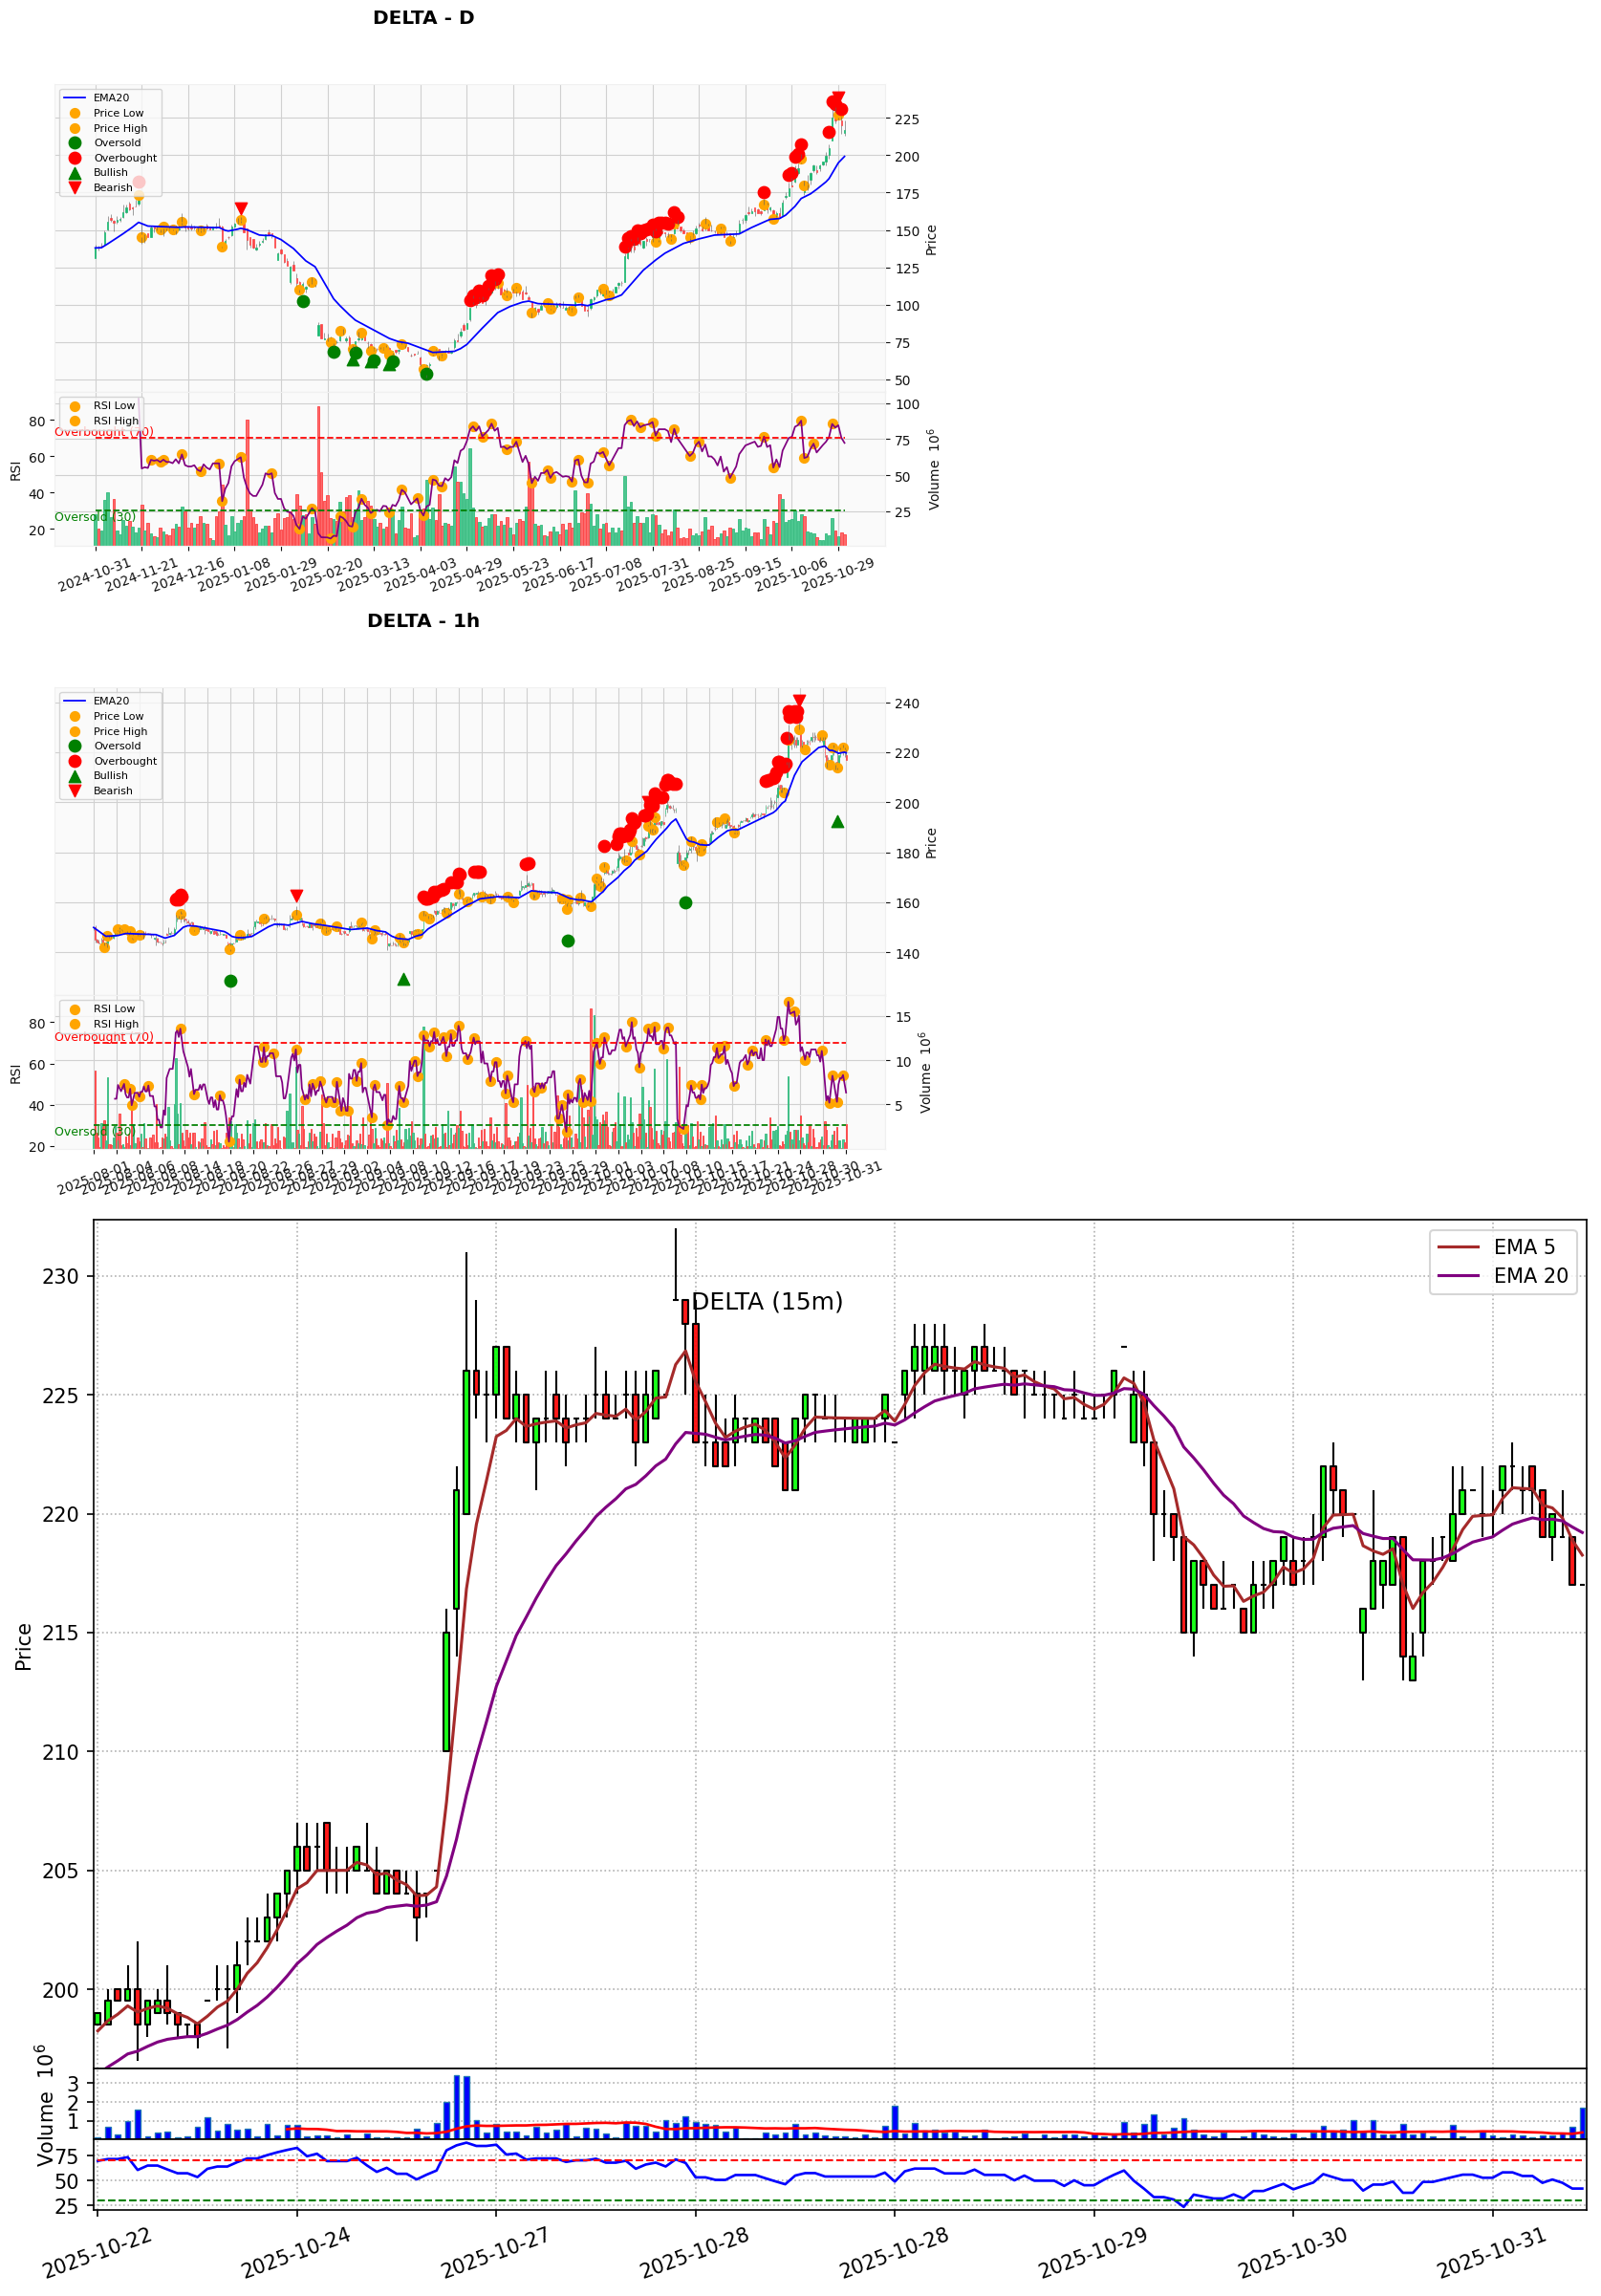 DELTA - D
EMA20
Price Low
Price High
Oversold
Overbought
Bullish
Bearish
225
200
175
150
125
100
75
50
Price
RSI Low
RSI High
Overbought (70)
Oversold (30)
80
60
40
20
RSI
100
75
50
25
Volume 10^6
2024-10-31
2024-11-21
2024-12-16
2025-01-08
2025-01-29
2025-02-20
2025-03-13
2025-04-03
2025-04-29
2025-05-23
2025-06-17
2025-07-08
2025-07-31
2025-08-25
2025-09-15
2025-10-06
2025-10-29
DELTA - 1h
EMA20
Price Low
Price High
Oversold
Overbought
Bullish
Bearish
240
220
200
180
160
140
Price
RSI Low
RSI High
Overbought (70)
Oversold (30)
80
60
40
20
RSI
15
10
5
Volume 10^6
2025-08-01
2025-10-31
DELTA (15m)
EMA 5
EMA 20
230
225
220
215
210
205
200
Price
3
2
1
Volume 10^6
75
50
25
2025-10-22
2025-10-24
2025-10-27
2025-10-28
2025-10-28
2025-10-29
2025-10-30
2025-10-31